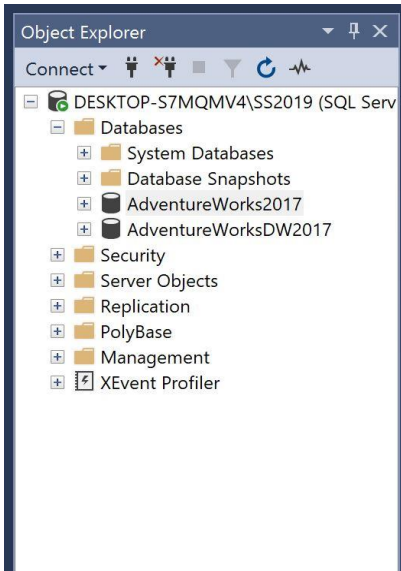 Object Explorer
Connect
DESKTOP-S7MQMV4\SS2019 (SQL Serv
Databases
System Databases
Database Snapshots
AdventureWorks2017
AdventureWorksDW2017
Security
Server Objects
Replication
PolyBase
Management
XEvent Profiler